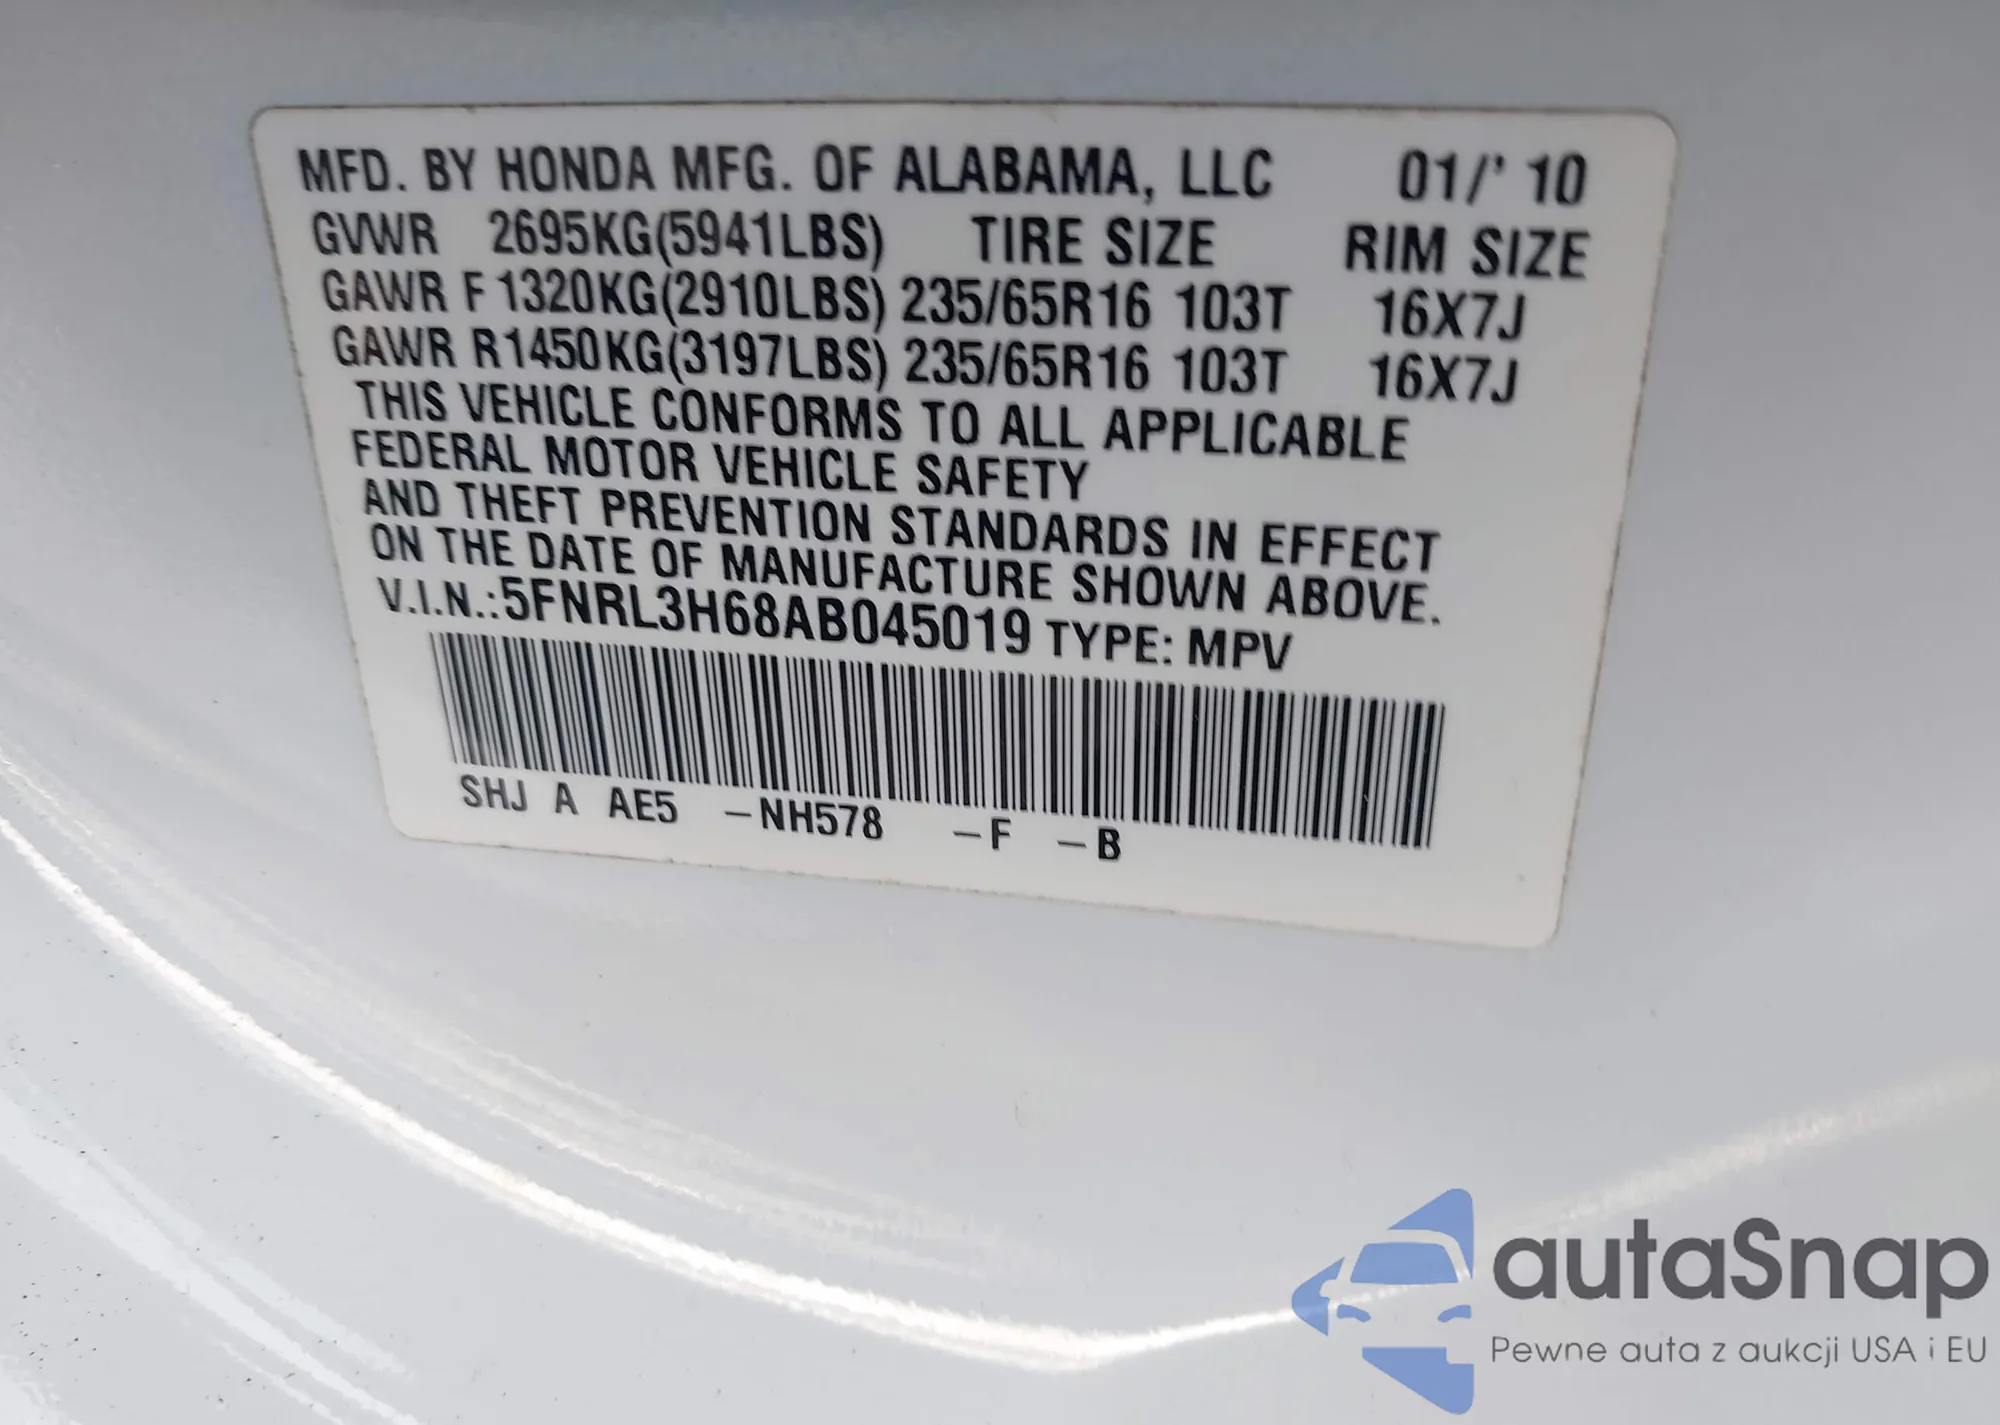 MFD. BY HONDA MFG. OF ALABAMA, LLC 01/' 10
GVWR 2695KG(5941LBS) TIRE SIZE RIM SIZE
GAWR F 1320KG(2910LBS) 235/65R16 103T 16X7J
GAWR R1450KG(3197LBS) 235/65R16 103T 16X7J
THIS VEHICLE CONFORMS TO ALL APPLICABLE
FEDERAL MOTOR VEHICLE SAFETY
AND THEFT PREVENTION STANDARDS IN EFFECT
ON THE DATE OF MANUFACTURE SHOWN ABOVE.
V.I.N.:5FNRL3H68AB045019 TYPE: MPV
SHJ A AE5 -NH578 -F -B
autaSnap
Pewne auta z aukcji USA i EU